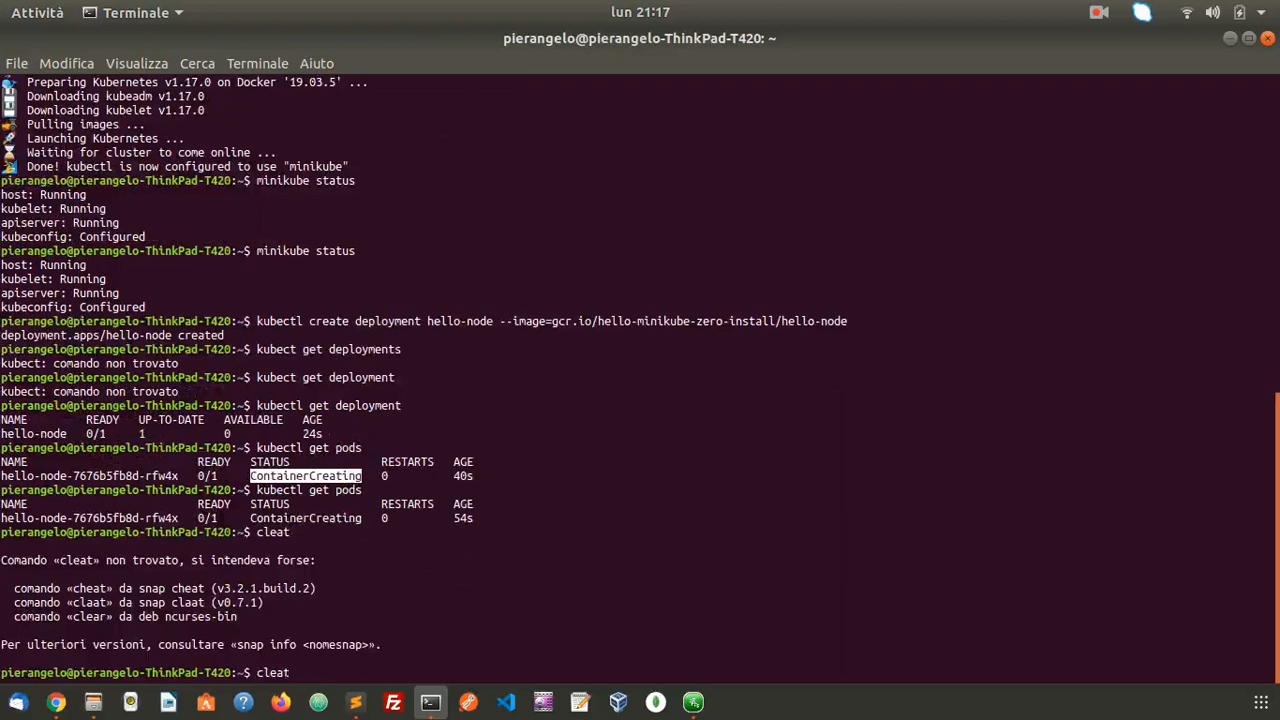 Attività
Terminale
lun 21:17
pierangelo@pierangelo-ThinkPad-T420: ~
File Modifica Visualizza Cerca Terminale Aiuto
Preparing Kubernetes v1.17.0 on Docker '19.03.5' ...
Downloading kubeadm v1.17.0
Downloading kubelet v1.17.0
Pulling images ...
Launching Kubernetes ...
Waiting for cluster to come online ...
Done! kubectl is now configured to use "minikube"
pierangelo@pierangelo-ThinkPad-T420:~$ minikube status
host: Running
kubelet: Running
apiserver: Running
kubeconfig: Configured
pierangelo@pierangelo-ThinkPad-T420:~$ minikube status
host: Running
kubelet: Running
apiserver: Running
kubeconfig: Configured
pierangelo@pierangelo-ThinkPad-T420:~$ kubectl create deployment hello-node --image=gcr.io/hello-minikube-zero-install/hello-node
deployment.apps/hello-node created
pierangelo@pierangelo-ThinkPad-T420:~$ kubect get deployments
kubect: comando non trovato
pierangelo@pierangelo-ThinkPad-T420:~$ kubect get deployment
kubect: comando non trovato
pierangelo@pierangelo-ThinkPad-T420:~$ kubectl get deployment
NAME READY UP-TO-DATE AVAILABLE AGE
hello-node 0/1 1 0 24s
pierangelo@pierangelo-ThinkPad-T420:~$ kubectl get pods
NAME READY STATUS RESTARTS AGE
hello-node-7676b5fb8d-rfw4x 0/1 ContainerCreating 0 40s
pierangelo@pierangelo-ThinkPad-T420:~$ kubectl get pods
NAME READY STATUS RESTARTS AGE
hello-node-7676b5fb8d-rfw4x 0/1 ContainerCreating 0 54s
pierangelo@pierangelo-ThinkPad-T420:~$ cleat
Comando «cleat» non trovato, si intendeva forse:
comando «cheat» da snap cheat (v3.2.1.build.2)
comando «claat» da snap claat (v0.7.1)
comando «clear» da deb ncurses-bin
Per ulteriori versioni, consultare «snap info <nomesnap>».
pierangelo@pierangelo-ThinkPad-T420:~$ cleat